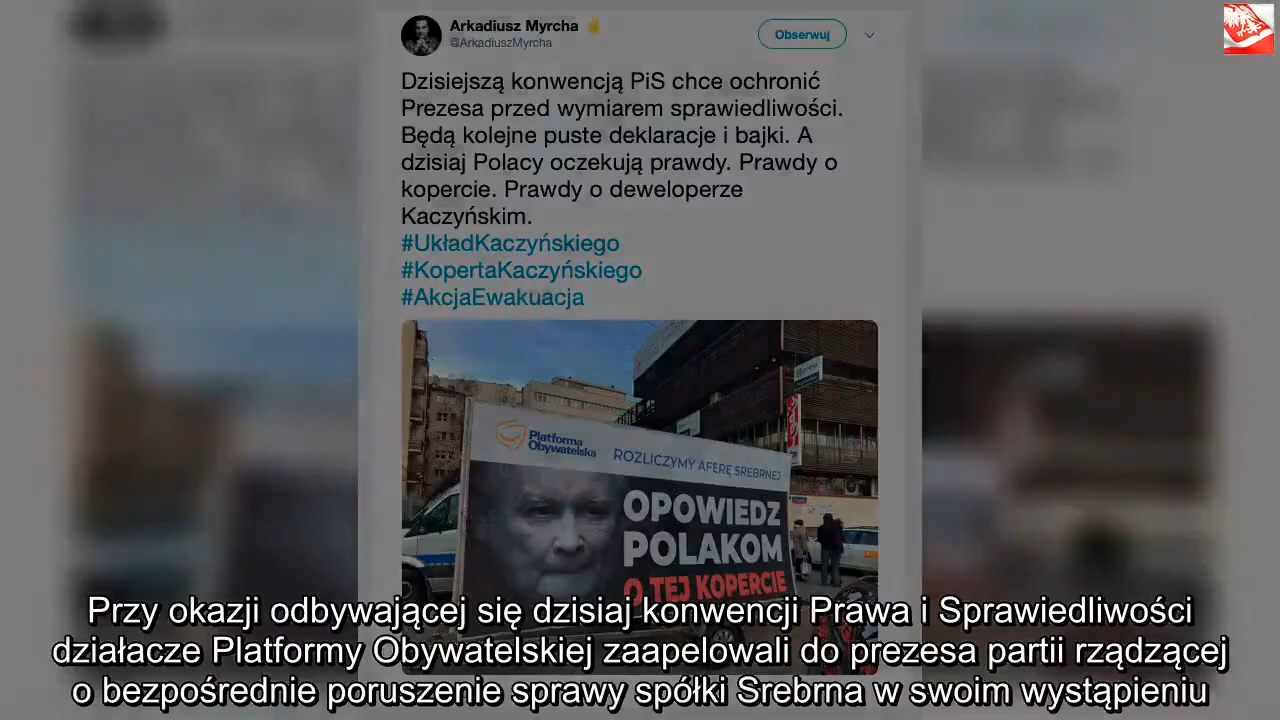 Arkadiusz Myrcha
@ArkadiuszMyrcha
Obserwuj
Dzisiejszą konwencją PiS chce ochronić
Prezesa przed wymiarem sprawiedliwości.
Będą kolejne puste deklaracje i bajki. A
dzisiaj Polacy oczekują prawdy. Prawdy o
kopercie. Prawdy o deweloperze
Kaczyńskim.
#UkładKaczyńskiego
#KopertaKaczyńskiego
#AkcjaEwakuacja
Platforma
Obywatelska
ROZLICZYMY AFERĘ SREBRNEJ
OPOWIEDZ
POLAKOM
O TEJ KOPERCIE
Przy okazji odbywającej się dzisiaj konwencji Prawa i Sprawiedliwości
działacze Platformy Obywatelskiej zaapelowali do prezesa partii rządzącej
o bezpośrednie poruszenie sprawy spółki Srebrna w swoim wystąpieniu